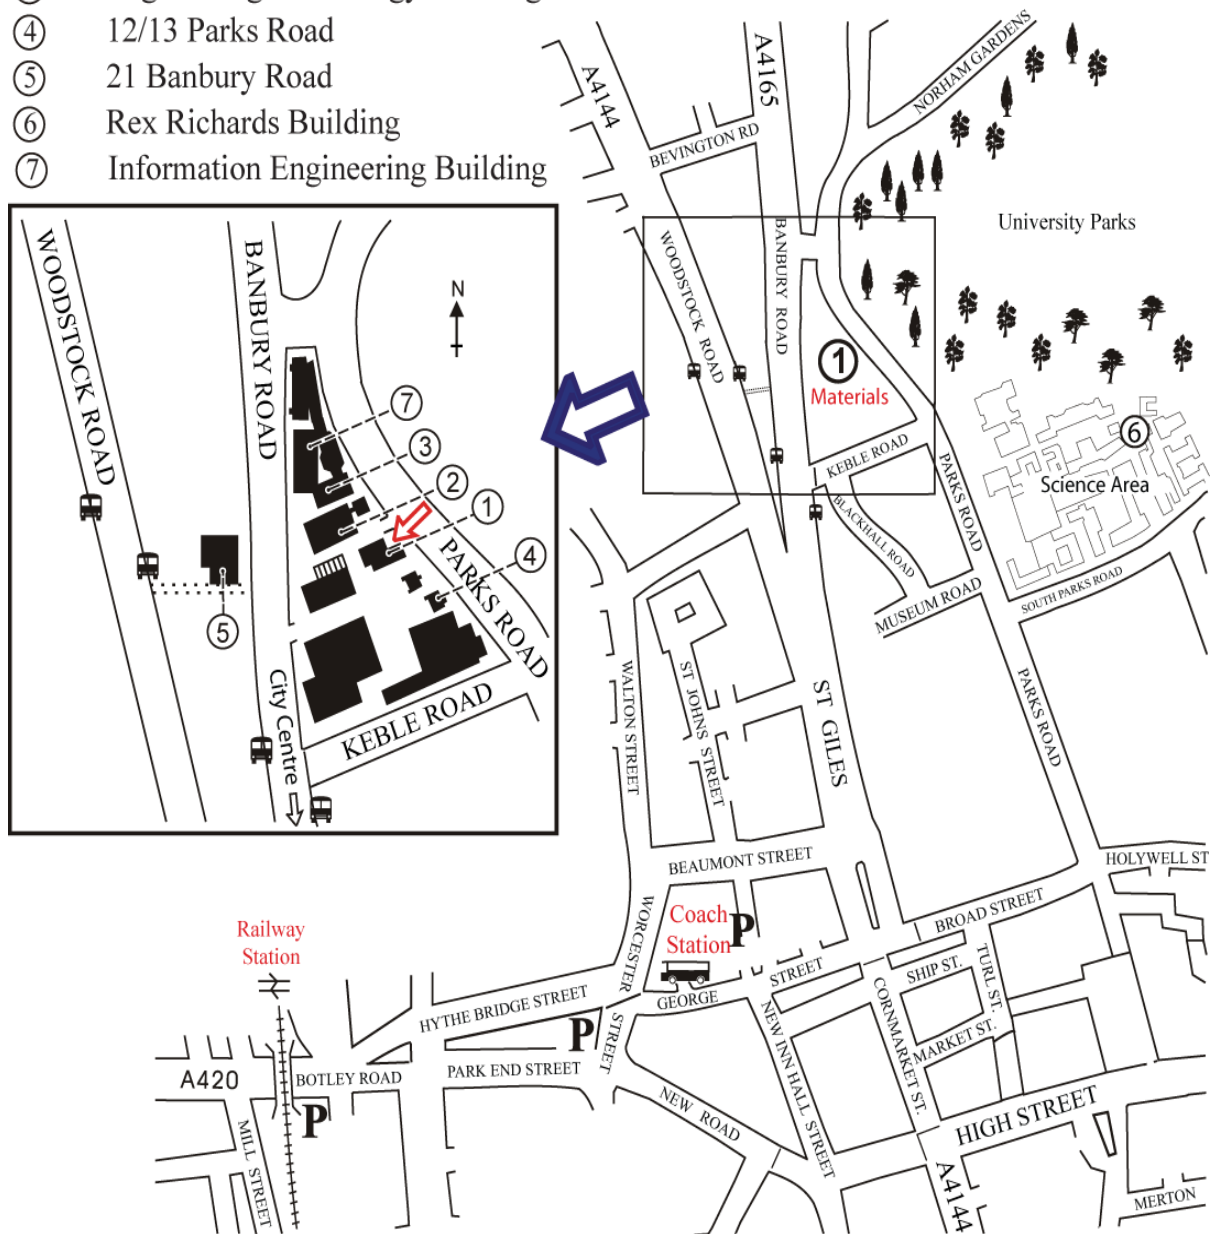 ④ 12/13 Parks Road
⑤ 21 Banbury Road
⑥ Rex Richards Building
⑦ Information Engineering Building
WOODSTOCK ROAD
BANBURY ROAD
N
7
3
2
1
4
5
PARKS ROAD
KEBLE ROAD
City Centre
A4144
A4165
NORHAM GARDENS
BEVINGTON RD
University Parks
WOODSTOCK ROAD
BANBURY ROAD
1
Materials
KEBLE ROAD
PARKS ROAD
6
Science Area
BLACKHALL ROAD
MUSEUM ROAD
SOUTH PARKS ROAD
WALTON STREET
ST JOHNS STREET
ST GILES
PARKS ROAD
BEAUMONT STREET
HOLYWELL ST
WORCESTER
STREET
Coach
Station
P
BROAD STREET
Railway
Station
GEORGE
STREET
SHIP ST.
TURL ST.
CORNMARKET ST.
MARKET ST.
HYTHE BRIDGE STREET
P
NEW INN HALL STREET
A420
BOTLEY ROAD
PARK END STREET
P
NEW ROAD
HIGH STREET
MILL STREET
A4144
MERTON